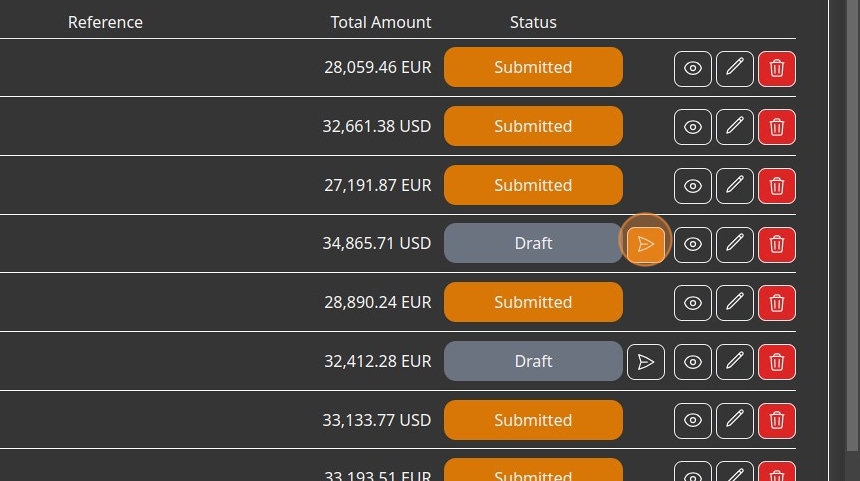 Reference Total Amount Status
28,059.46 EUR Submitted
32,661.38 USD Submitted
27,191.87 EUR Submitted
34,865.71 USD Draft
28,890.24 EUR Submitted
32,412.28 EUR Draft
33,133.77 USD Submitted
33,193.51 EUR Submitted